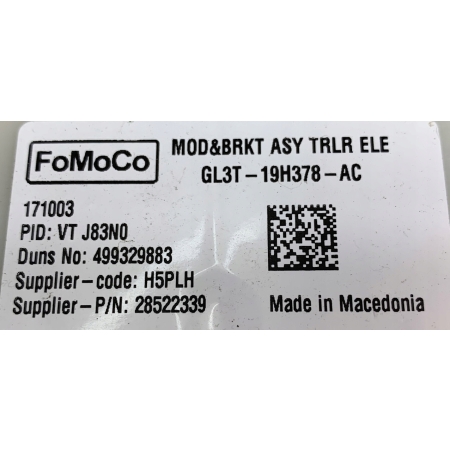 FoMoCo
MOD&BRKT ASY TRLR ELE
GL3T-19H378-AC
171003
PID: VT J83N0
Duns No: 499329883
Supplier-code: H5PLH
Supplier-P/N: 28522339
Made in Macedonia